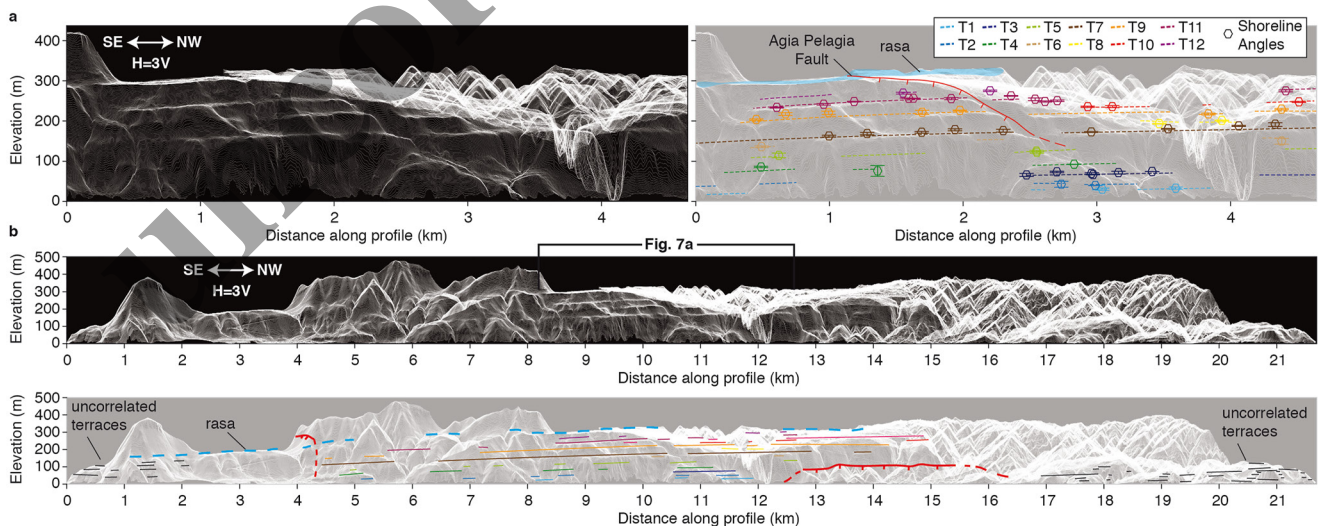 a
400
300
200
100
0
Elevation (m)
SE NW
H=3V
0 1 2 3 4
Distance along profile (km)
Agia Pelagia
Fault
rasa
T1 T3 T5 T7 T9 T11
T2 T4 T6 T8 T10 T12
Shoreline
Angles
0 1 2 3 4
Distance along profile (km)
b
Fig. 7a
500
400
300
200
100
0
Elevation (m)
SE NW
H=3V
0 1 2 3 4 5 6 7 8 9 10 11 12 13 14 15 16 17 18 19 20 21
Distance along profile (km)
500
400
300
200
100
0
Elevation (m)
uncorrelated
terraces
rasa
uncorrelated
terraces
0 1 2 3 4 5 6 7 8 9 10 11 12 13 14 15 16 17 18 19 20 21
Distance along profile (km)